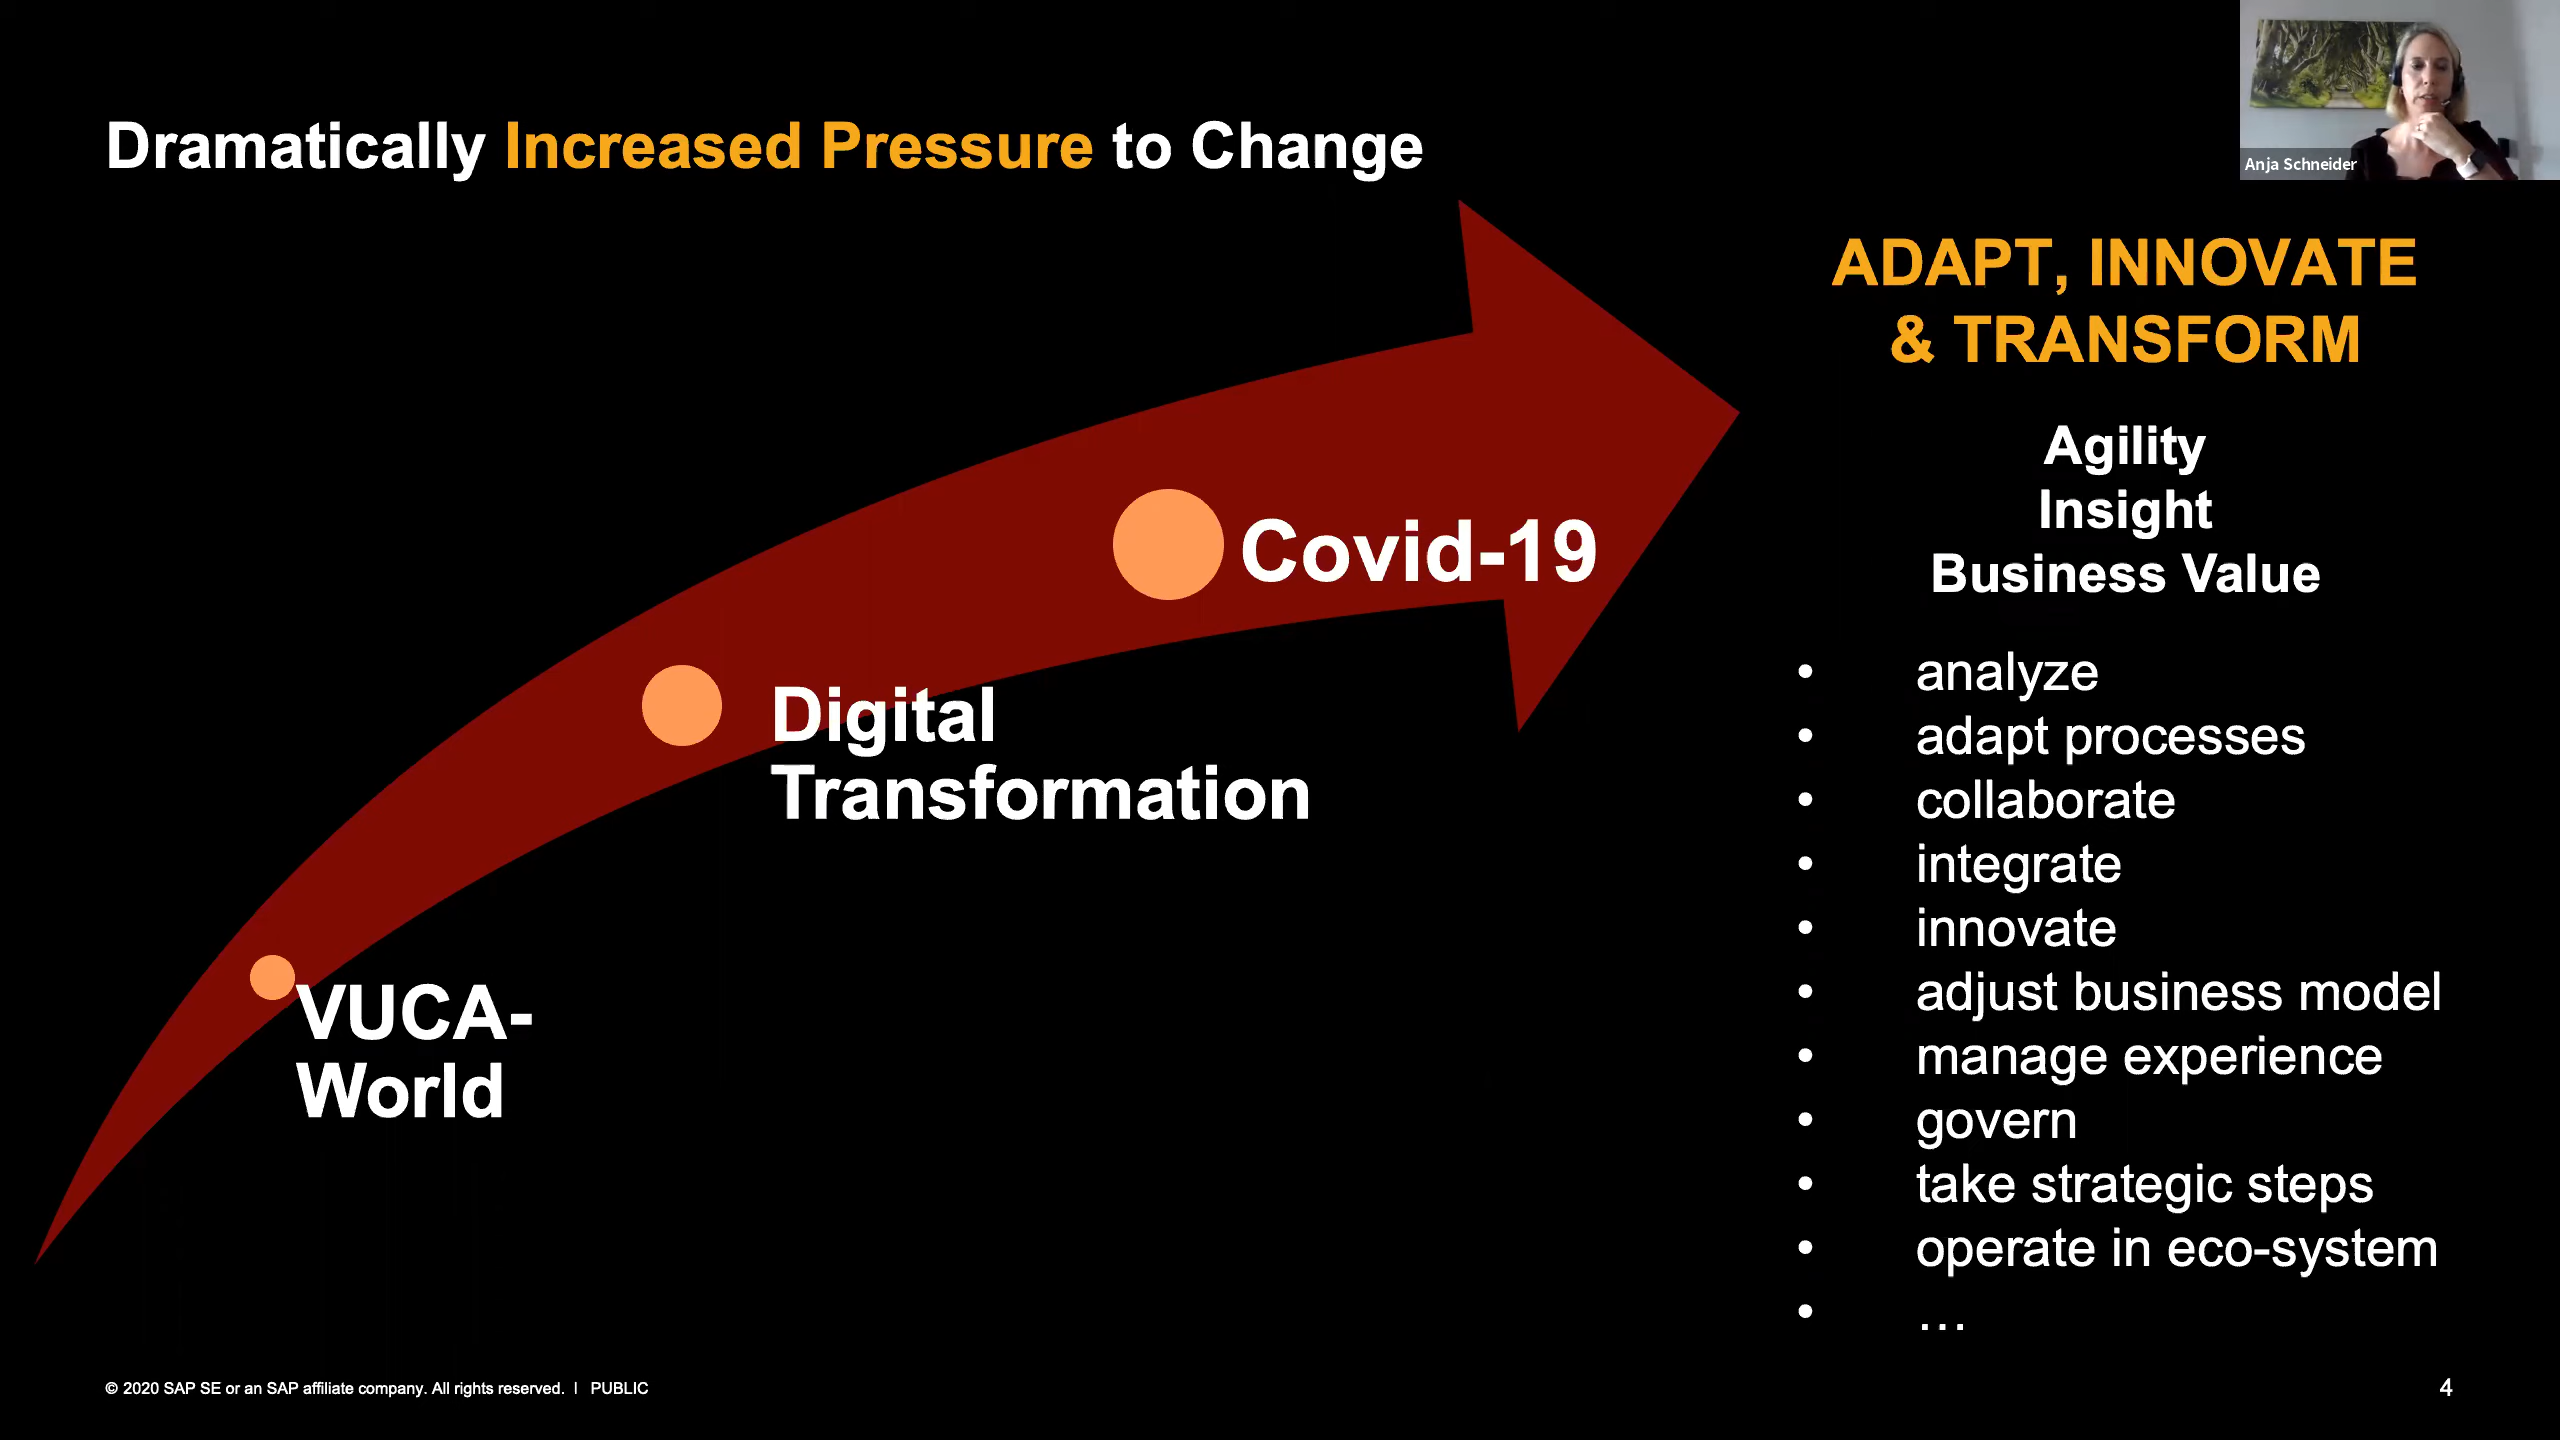 Dramatically Increased Pressure to Change
Anja Schneider
ADAPT, INNOVATE
& TRANSFORM
Agility
Insight
Business Value
Covid-19
Digital
Transformation
VUCA-
World
• analyze
• adapt processes
• collaborate
• integrate
• innovate
• adjust business model
• manage experience
• govern
• take strategic steps
• operate in eco-system
• …
© 2020 SAP SE or an SAP affiliate company. All rights reserved. | PUBLIC
4